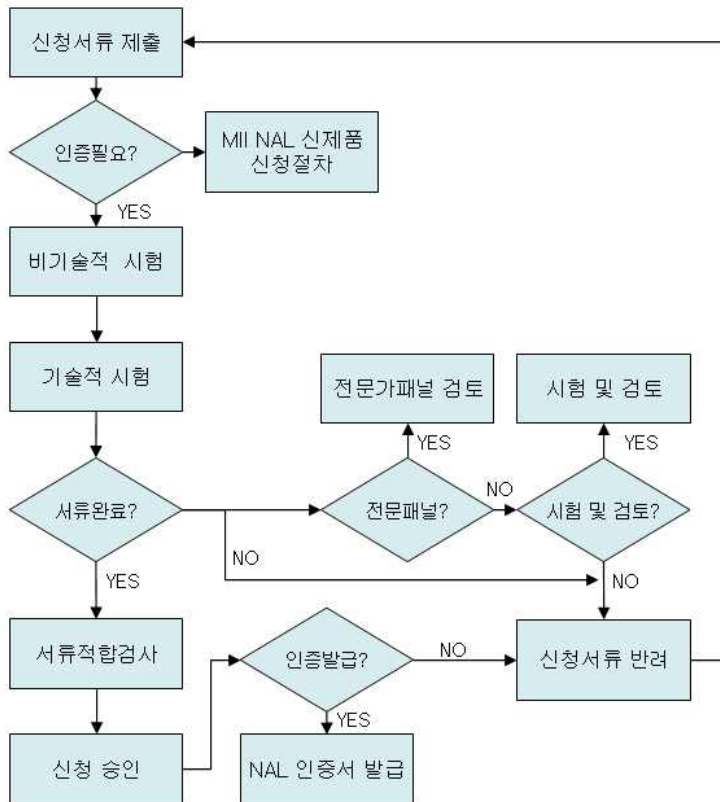 신청서류 제출
인증필요?
MII NAL 신제품
신청절차
YES
비기술적 시험
기술적 시험
전문가패널 검토
시험 및 검토
YES
YES
서류완료?
전문패널?
NO
시험 및 검토?
NO
NO
YES
서류적합검사
인증발급?
NO
신청서류 반려
YES
신청 승인
NAL 인증서 발급